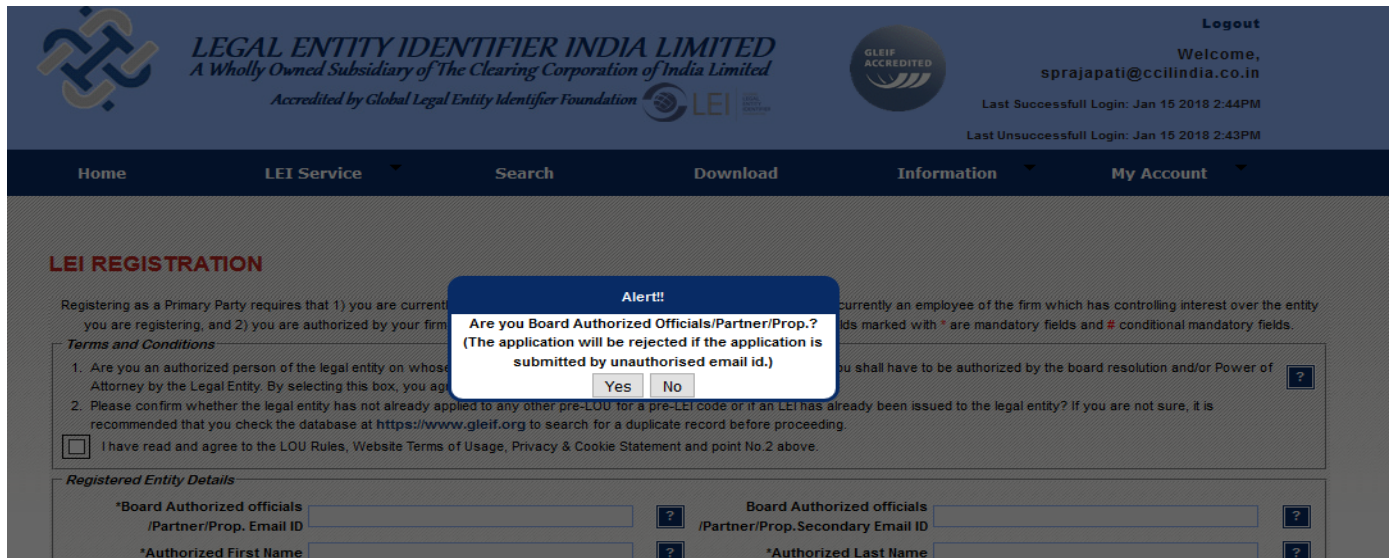 Logout
LEGAL ENTITY IDENTIFIER INDIA LIMITED
A Wholly Owned Subsidiary of The Clearing Corporation of India Limited
Accredited by Global Legal Entity Identifier Foundation
LEI
GLEIF
ACCREDITED
Welcome,
sprajapati@ccilindia.co.in
Last Successfull Login: Jan 15 2018 2:44PM
Last Unsuccessfull Login: Jan 15 2018 2:43PM
Home LEI Service Search Download Information My Account
LEI REGISTRATION
Alert!!
Are you Board Authorized Officials/Partner/Prop.?
(The application will be rejected if the application is
submitted by unauthorised email id.)
Yes No
Registering as a Primary Party requires that 1) you are currently an employee of the firm which has controlling interest over the entity
you are registering, and 2) you are authorized by your firm marked with * are mandatory fields and # conditional mandatory fields.
Terms and Conditions
1. Are you an authorized person of the legal entity on whose shall have to be authorized by the board resolution and/or Power of
Attorney by the Legal Entity. By selecting this box, you
?
2. Please confirm whether the legal entity has not already applied to any other pre-LOU for a pre-LEI code or if an LEI has already been issued to the legal entity? If you are not sure, it is
recommended that you check the database at https://www.gleif.org to search for a duplicate record before proceeding.
I have read and agree to the LOU Rules, Website Terms of Usage, Privacy & Cookie Statement and point No.2 above.
Registered Entity Details
*Board Authorized officials
/Partner/Prop. Email ID
?
Board Authorized officials
/Partner/Prop.Secondary Email ID
?
*Authorized First Name
?
*Authorized Last Name
?